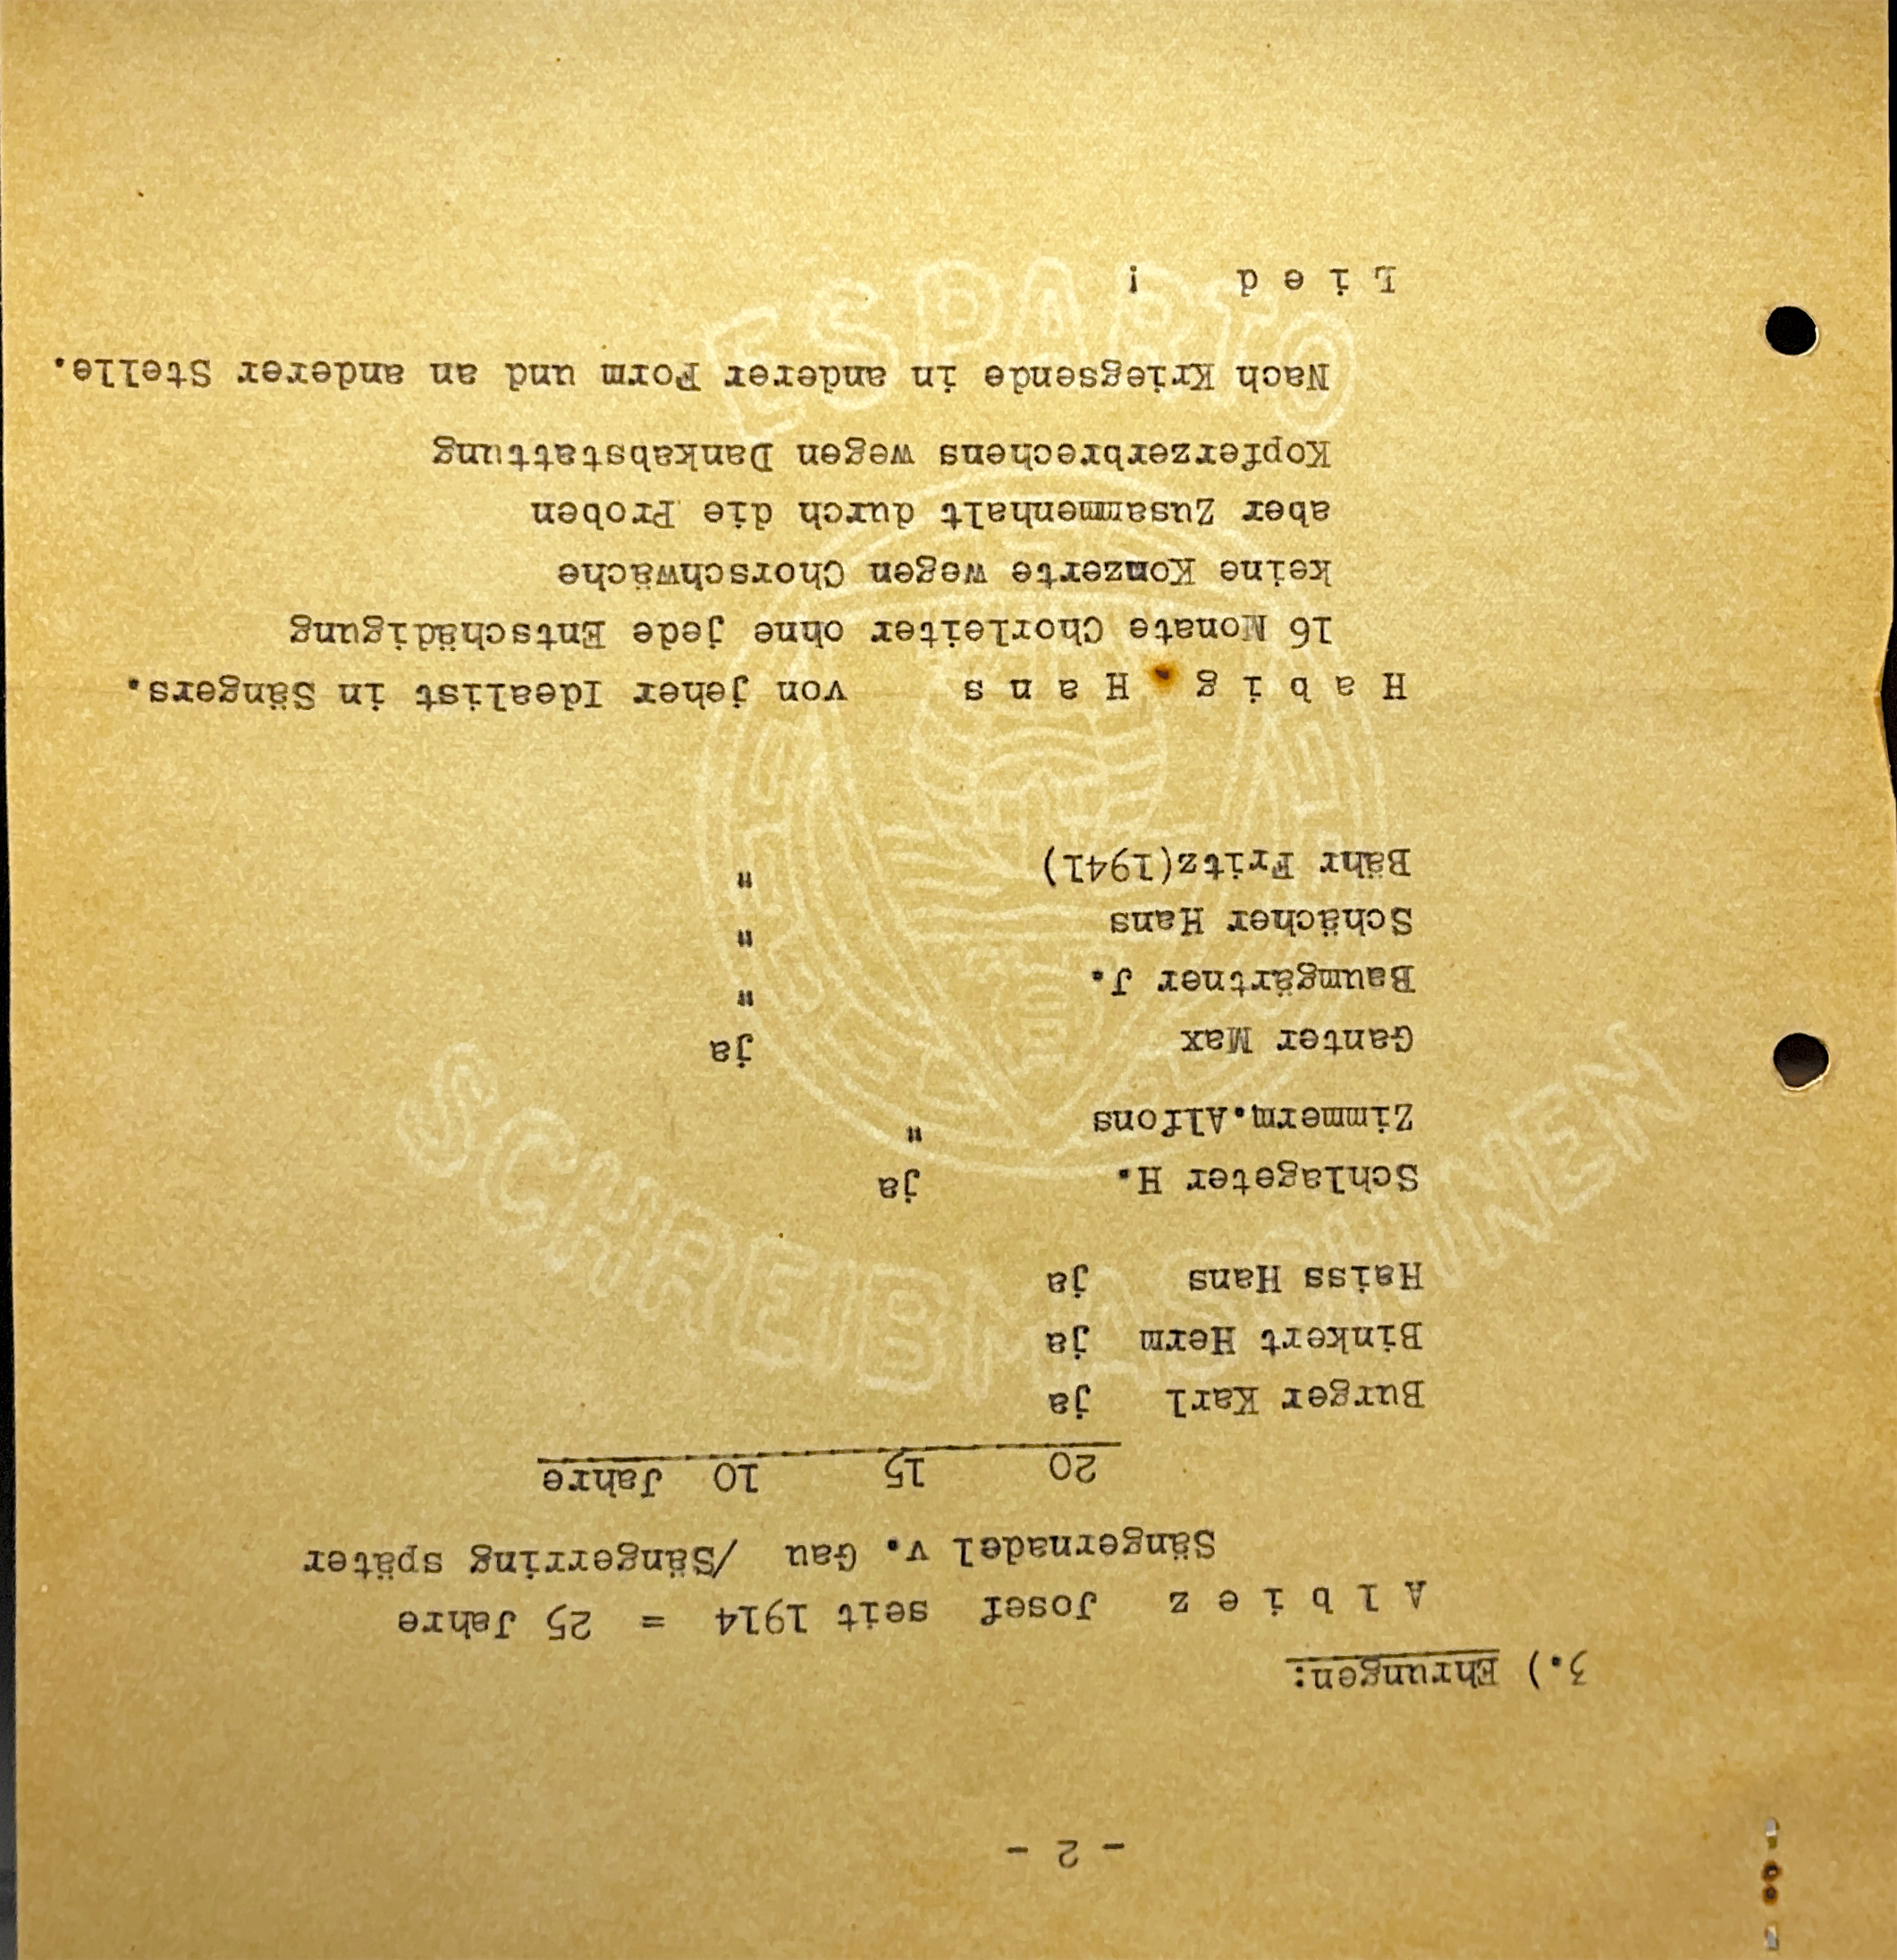 - 2 -
3.) Ehrungen:
A l b i e z Josef seit 1914 = 25 Jahre
Sängernadel v. Gau /Sängerring später
20 15 10 Jahre
Burger Karl ja
Binkert Herm ja
Haiss Hans ja
Schlageter H. ja
Zimmerm.Alfons "
Ganter Max ja
Baumgärtner J. "
Schächer Hans "
Bähr Fritz(1941) "
H a b i g H a n s von jeher Idealist in Sängers.
16 Monate Chorleiter ohne jede Entschädigung
keine Konzerte wegen Chorschwäche
aber Zusammenhalt durch die Proben
Kopferzerbrechens wegen Dankabstattung
Nach Kriegsende in anderer Form und an anderer Stelle.
L i e d !
SCHREIBMASCHINEN
ESPARTO